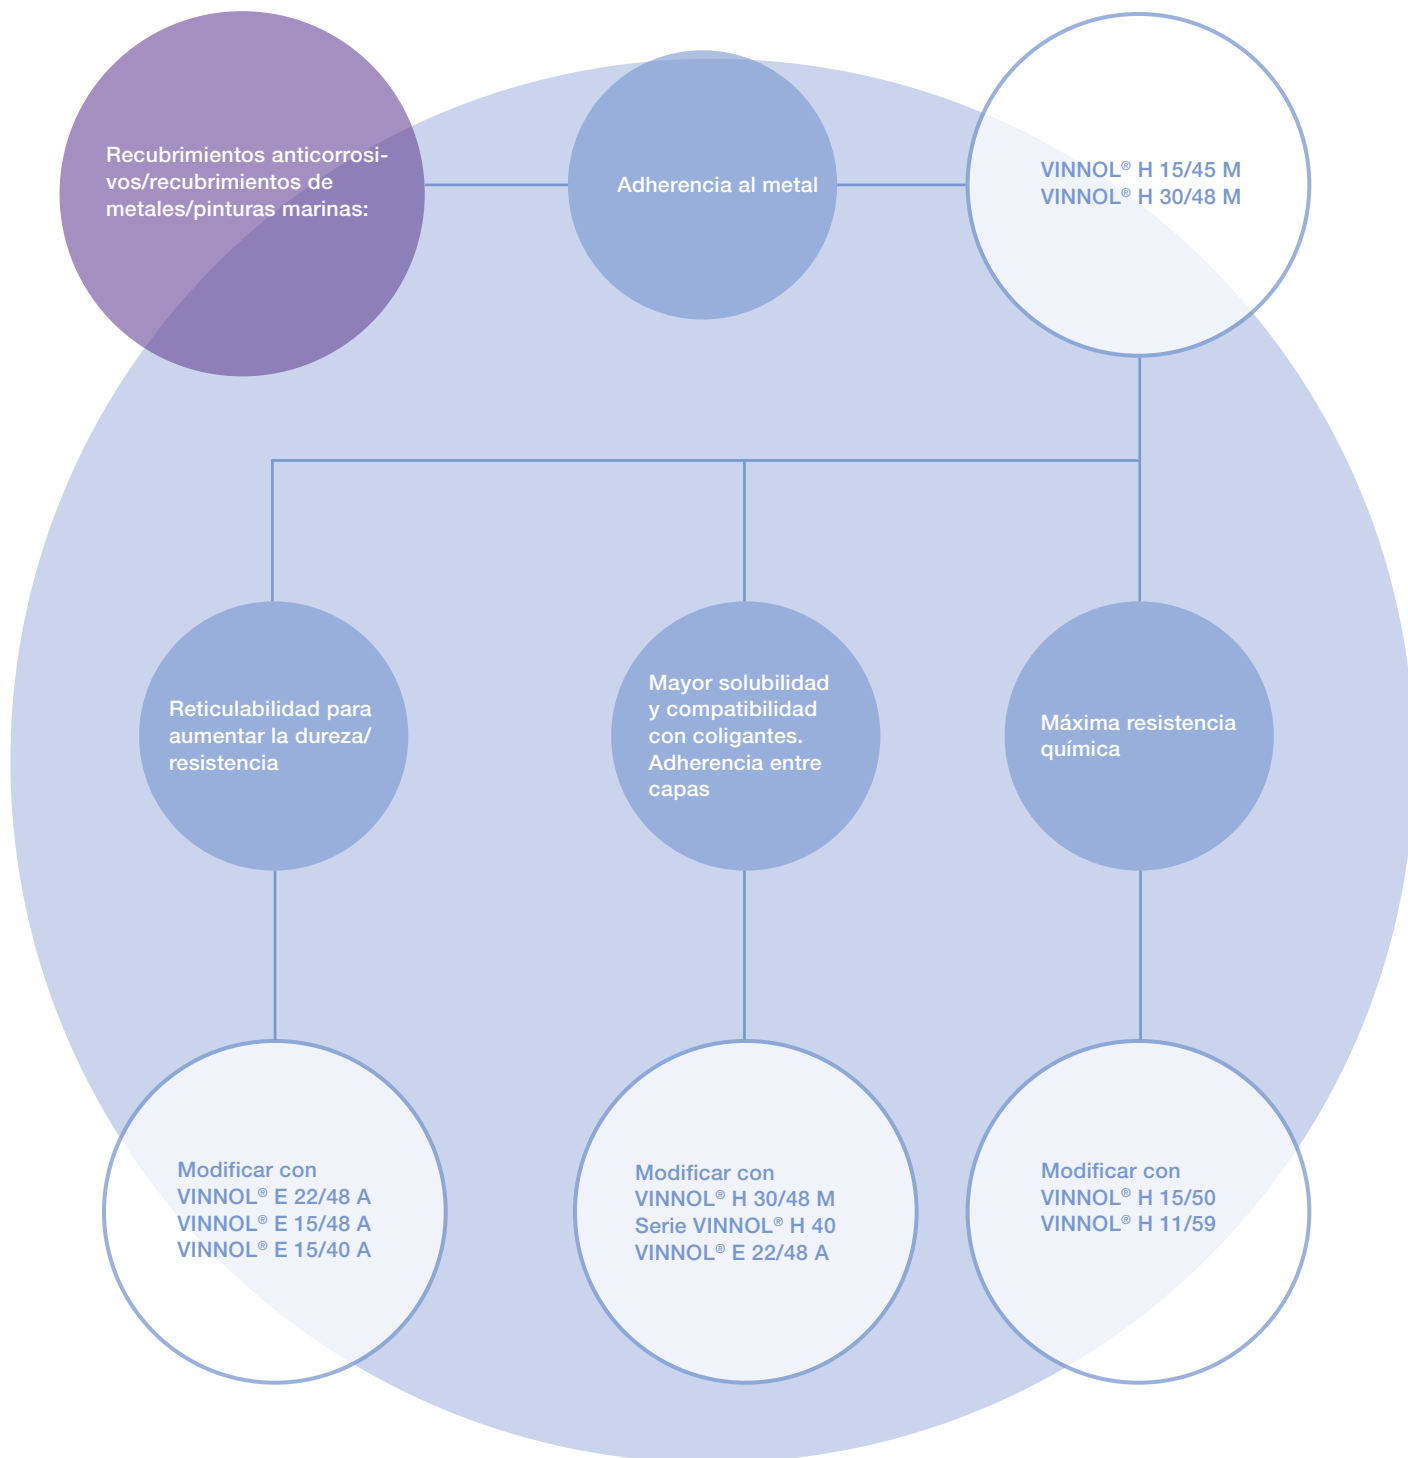 Recubrimientos anticorrosi-
vos/recubrimientos de
metales/pinturas marinas:
Adherencia al metal
VINNOL® H 15/45 M
VINNOL® H 30/48 M
Reticulabilidad para
aumentar la dureza/
resistencia
Mayor solubilidad
y compatibilidad
con coligantes.
Adherencia entre
capas
Máxima resistencia
química
Modificar con
VINNOL® E 22/48 A
VINNOL® E 15/48 A
VINNOL® E 15/40 A
Modificar con
VINNOL® H 30/48 M
Serie VINNOL® H 40
VINNOL® E 22/48 A
Modificar con
VINNOL® H 15/50
VINNOL® H 11/59